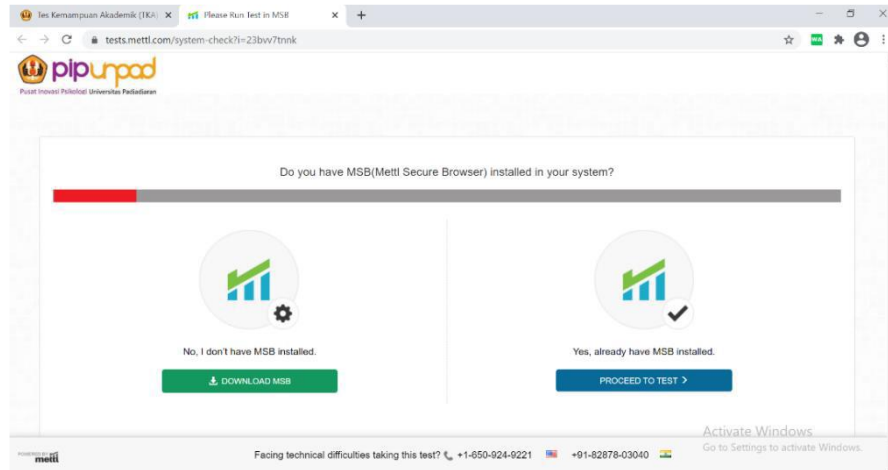 Tes Kemampuan Akademik (TKA)
Please Run Test in MSB
tests.mettl.com/system-check?i=23bvv7tnnk
WA
pipunpad
Pusat Inovasi Psikologi Universitas Padjadjaran
Do you have MSB(Mettl Secure Browser) installed in your system?
No, I don't have MSB installed.
Yes, already have MSB installed.
DOWNLOAD MSB
PROCEED TO TEST
Activate Windows
Go to Settings to activate Windows.
POWERED BY
mettl
Facing technical difficulties taking this test? +1-650-924-9221 +91-82878-03040